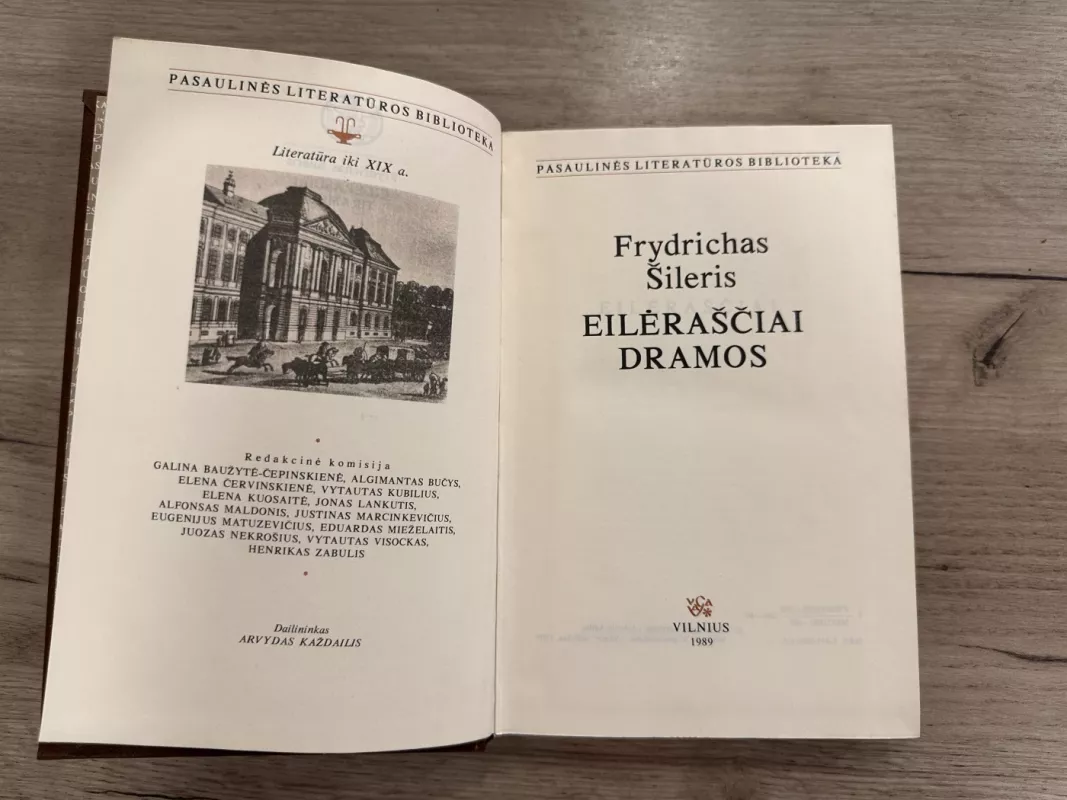 PASAULINĖS LITERATŪROS BIBLIOTEKA
Literatūra iki XIX a.
Redakcinė komisija
GALINA BAUŽYTĖ-ČEPINSKIENĖ, ALGIMANTAS BUČYS,
ELENA ČERVINSKIENĖ, VYTAUTAS KUBILIUS,
ELENA KUOSAITĖ, JONAS LANKUTIS,
ALFONSAS MALDONIS, JUSTINAS MARCINKEVIČIUS,
EUGENIJUS MATUZEVIČIUS, EDUARDAS MIEŽELAITIS,
JUOZAS NEKROŠIUS, VYTAUTAS VISOCKAS,
HENRIKAS ZABULIS
Dailininkas
ARVYDAS KAŽDAILIS
PASAULINĖS LITERATŪROS BIBLIOTEKA
Frydrichas
Šileris
EILĖRAŠČIAI
DRAMOS
VILNIUS
1989